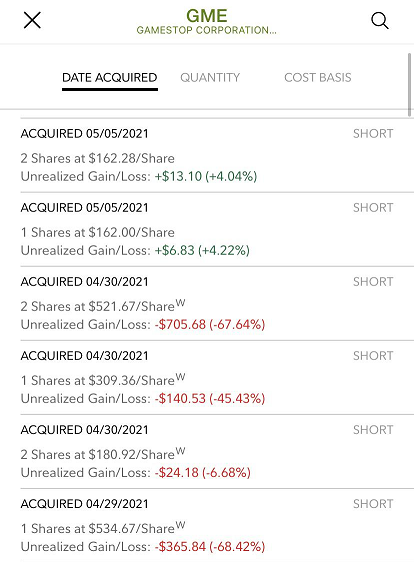 GME
GAMESTOP CORPORATION...
DATE ACQUIRED QUANTITY COST BASIS
ACQUIRED 05/05/2021 SHORT
2 Shares at $162.28/Share
Unrealized Gain/Loss: +$13.10 (+4.04%)
ACQUIRED 05/05/2021 SHORT
1 Shares at $162.00/Share
Unrealized Gain/Loss: +$6.83 (+4.22%)
ACQUIRED 04/30/2021 SHORT
2 Shares at $521.67/Share W
Unrealized Gain/Loss: -$705.68 (-67.64%)
ACQUIRED 04/30/2021 SHORT
1 Shares at $309.36/Share W
Unrealized Gain/Loss: -$140.53 (-45.43%)
ACQUIRED 04/30/2021 SHORT
2 Shares at $180.92/Share W
Unrealized Gain/Loss: -$24.18 (-6.68%)
ACQUIRED 04/29/2021 SHORT
1 Shares at $534.67/Share W
Unrealized Gain/Loss: -$365.84 (-68.42%)